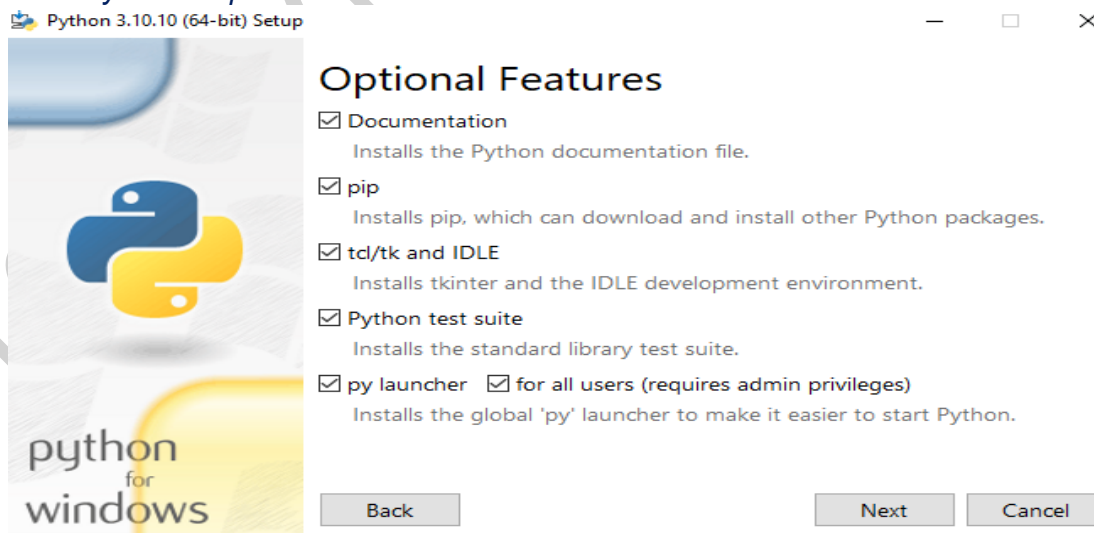 Python 3.10.10 (64-bit) Setup
Optional Features
Documentation
Installs the Python documentation file.
pip
Installs pip, which can download and install other Python packages.
tcl/tk and IDLE
Installs tkinter and the IDLE development environment.
Python test suite
Installs the standard library test suite.
py launcher for all users (requires admin privileges)
Installs the global 'py' launcher to make it easier to start Python.
python
for
windows
Back Next Cancel